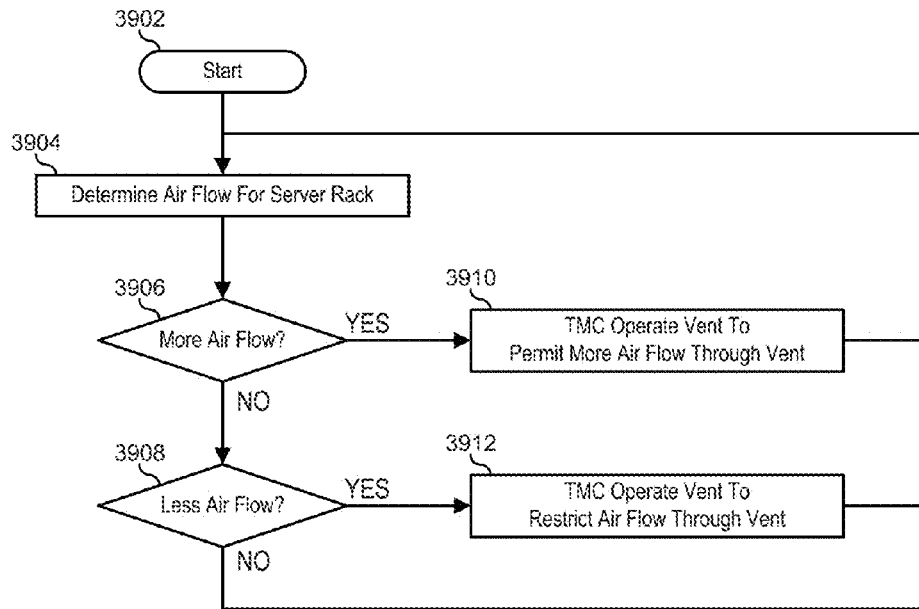 3902
Start
3904
Determine Air Flow For Server Rack
3906
More Air Flow?
YES
3910
TMC Operate Vent To
Permit More Air Flow Through Vent
NO
3908
Less Air Flow?
YES
3912
TMC Operate Vent To
Restrict Air Flow Through Vent
NO